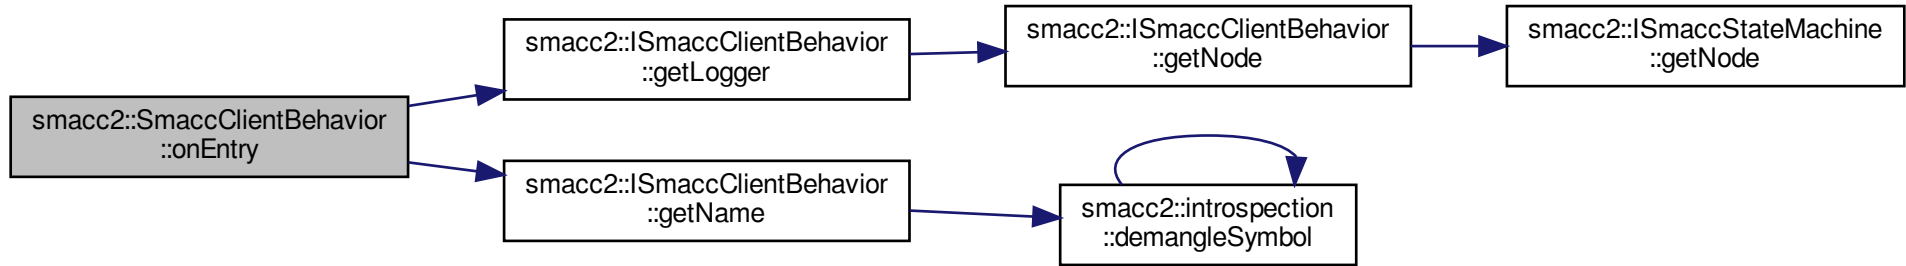 smacc2::SmaccClientBehavior
::onEntry
smacc2::ISmaccClientBehavior
::getLogger
smacc2::ISmaccClientBehavior
::getNode
smacc2::ISmaccStateMachine
::getNode
smacc2::ISmaccClientBehavior
::getName
smacc2::introspection
::demangleSymbol